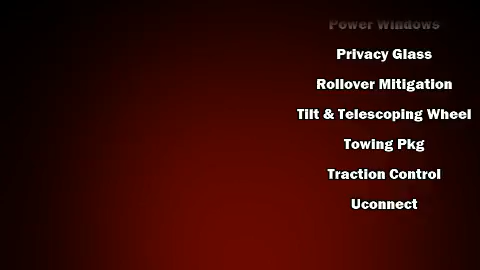 Power Windows
Privacy Glass
Rollover Mitigation
Tilt & Telescoping Wheel
Towing Pkg
Traction Control
Uconnect